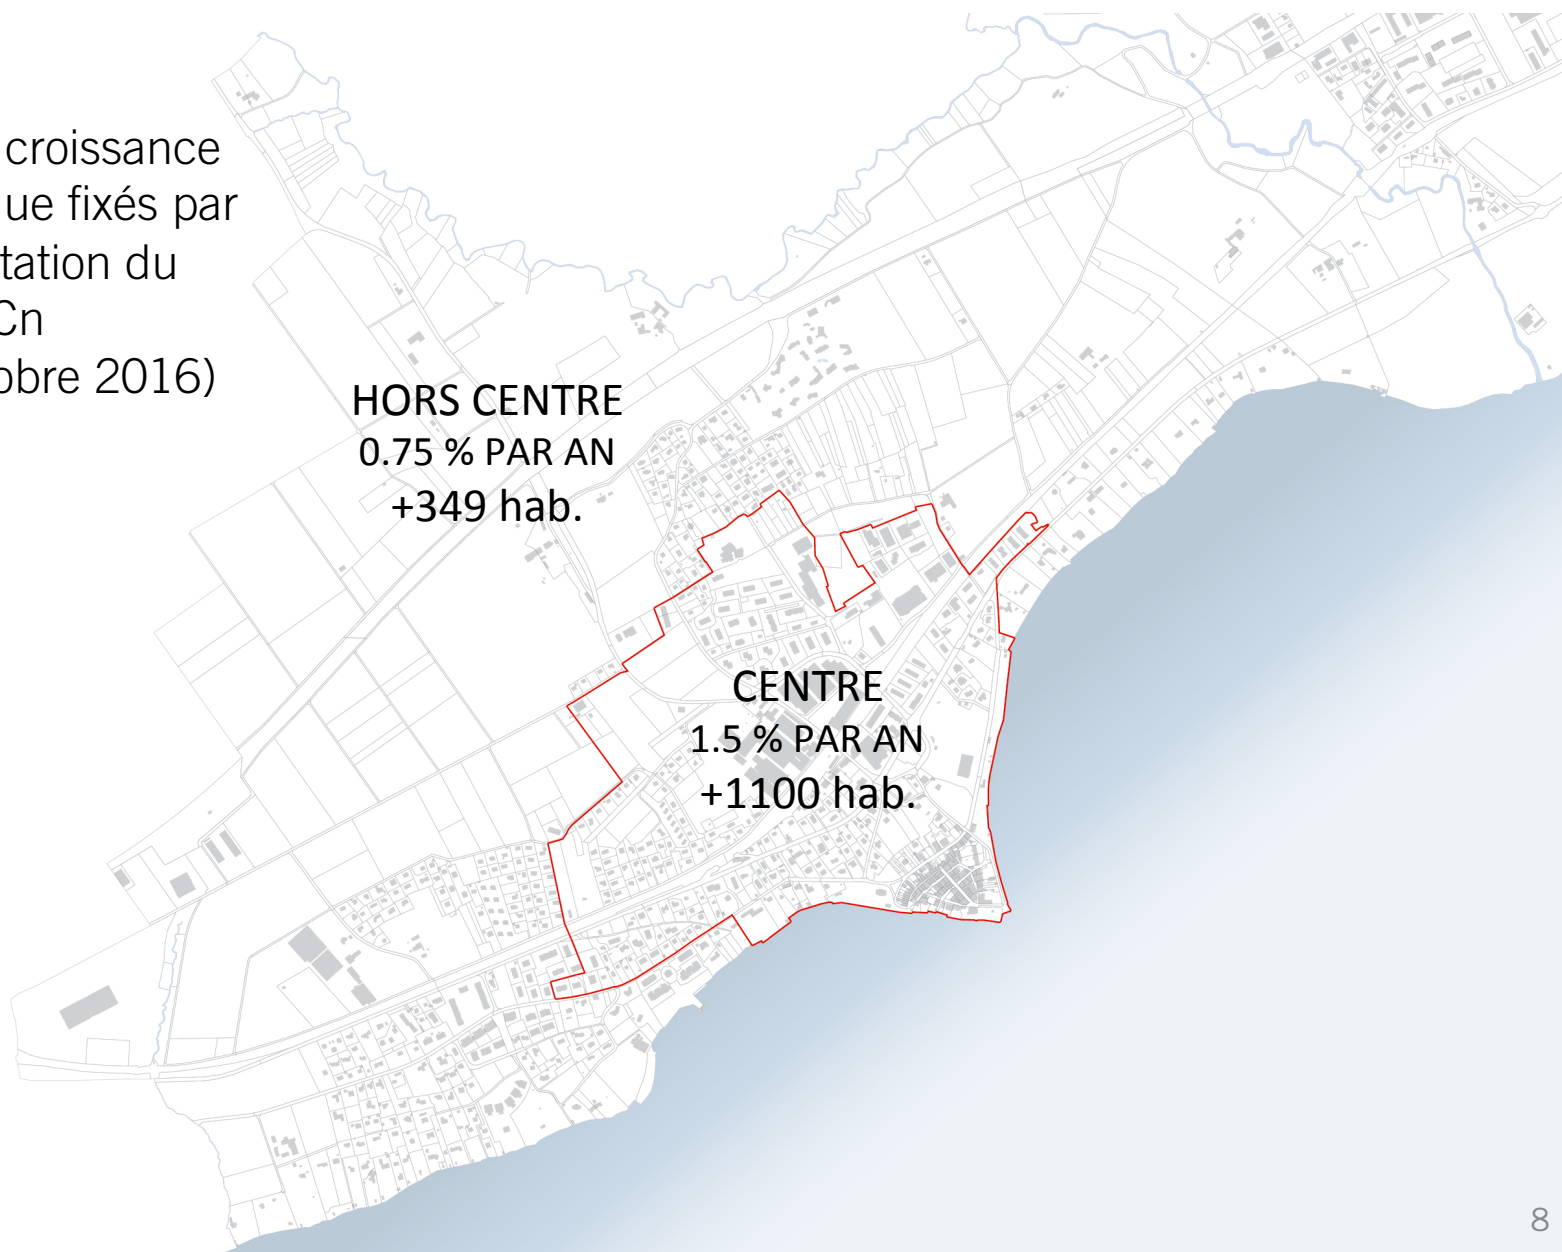 croissance
ue fixés par
tation du
Cn
obre 2016)
HORS CENTRE
0.75 % PAR AN
+349 hab.
CENTRE
1.5 % PAR AN
+1100 hab.
8